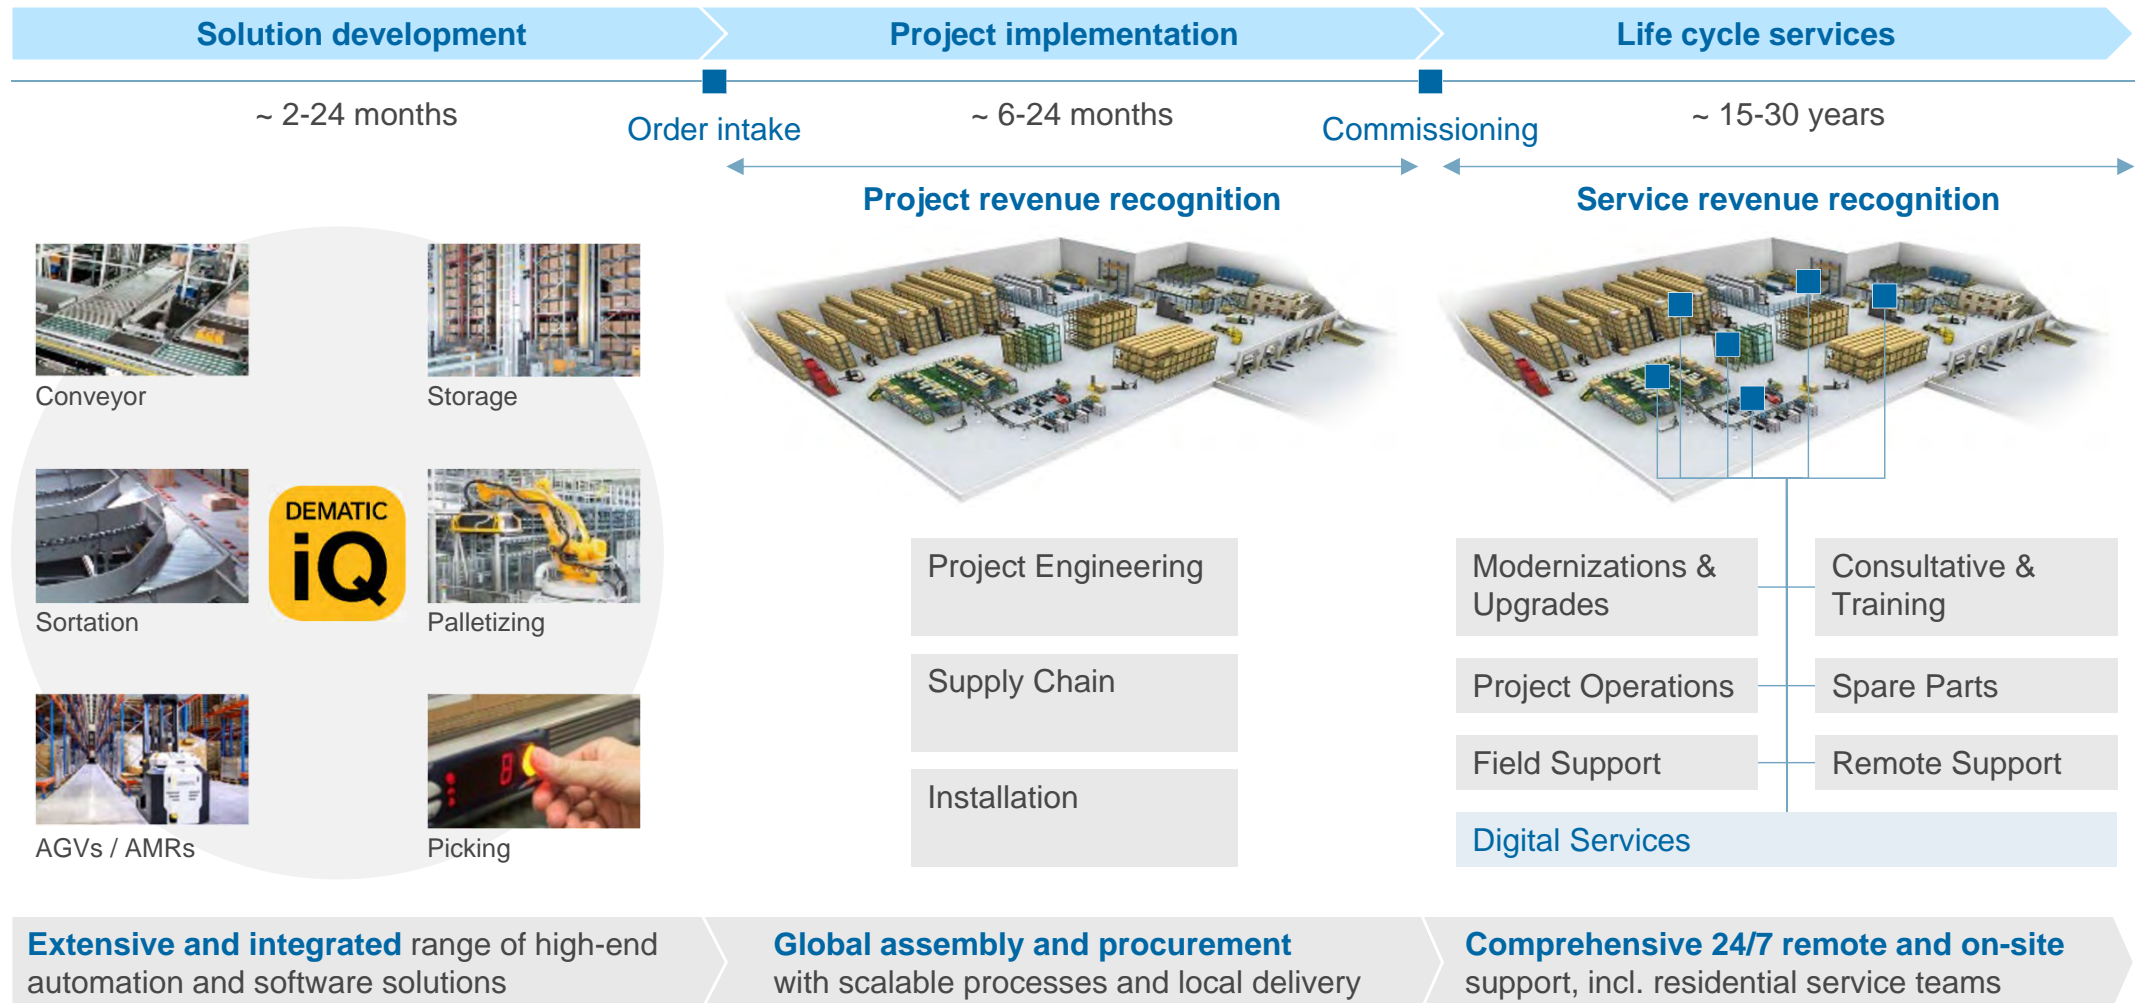 Solution development
Project implementation
Life cycle services
~ 2-24 months
Order intake
~ 6-24 months
Commissioning
~ 15-30 years
Project revenue recognition
Service revenue recognition
Conveyor
Storage
Sortation
DEMATIC
iQ
Palletizing
AGVs / AMRs
8
Picking
Project Engineering
Supply Chain
Installation
Modernizations &
Upgrades
Consultative &
Training
Project Operations
Spare Parts
Field Support
Remote Support
Digital Services
Extensive and integrated range of high-end
automation and software solutions
Global assembly and procurement
with scalable processes and local delivery
Comprehensive 24/7 remote and on-site
support, incl. residential service teams